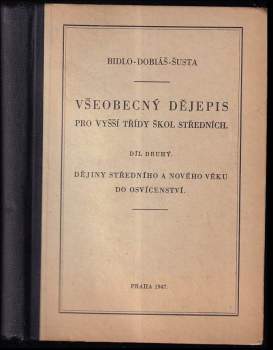 BIDLO-DOBIÁŠ-ŠUSTA
VŠEOBECNÝ DĚJEPIS
PRO VYŠŠÍ TŘÍDY ŠKOL STŘEDNÍCH.
DÍL DRUHÝ.
DĚJINY STŘEDNÍHO A NOVÉHO VĚKU
DO OSVÍCENSTVÍ.
PRAHA 1947.